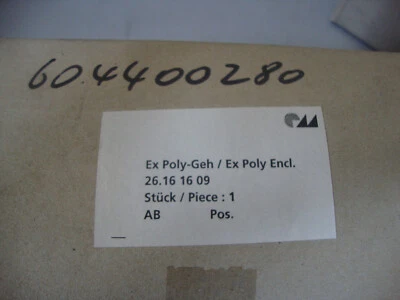 604400280
Ex Poly-Geh / Ex Poly Encl.
26.16 16 09
Stück / Piece : 1
AB Pos.